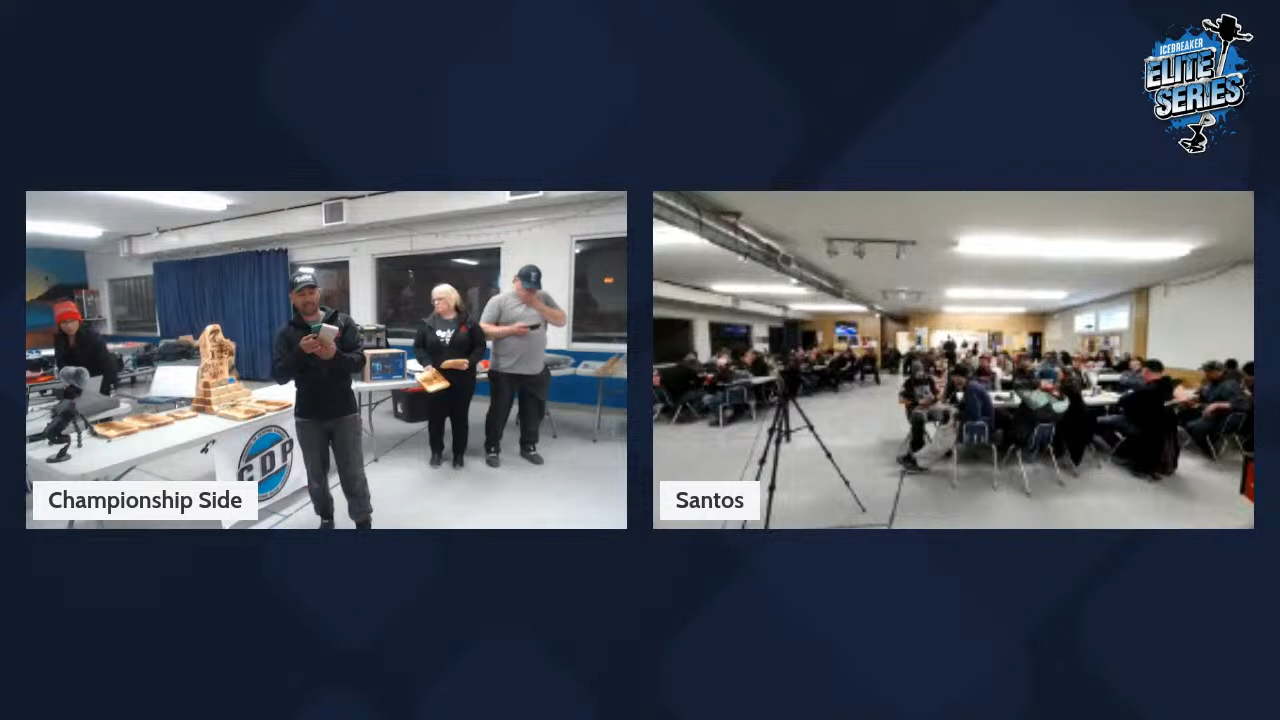 ICEBREAKER
ELITE
SERIES
CDP
Championship Side
Santos